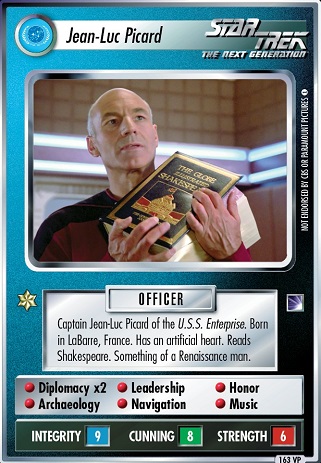 Jean-Luc Picard
STAR TREK
THE NEXT GENERATION
NOT ENDORSED BY CBS OR PARAMOUNT PICTURES
THE GLOBE
ILLUSTRATED
SHAKESPEARE
OFFICER
Captain Jean-Luc Picard of the U.S.S. Enterprise. Born
in LaBarre, France. Has an artificial heart. Reads
Shakespeare. Something of a Renaissance man.
Diplomacy x2 Leadership Honor
Archaeology Navigation Music
INTEGRITY 9 CUNNING 8 STRENGTH 6
163 VP